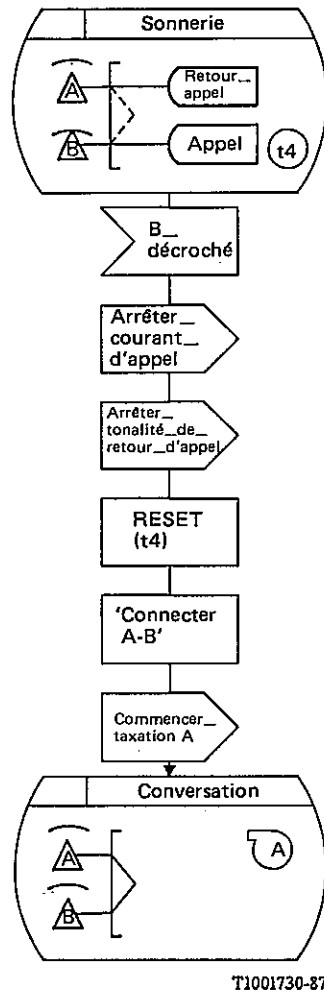 Sonnerie
A
Retour_
appel
B
Appel
t4
B_
décroché
Arrêter_
courant_
d'appel
Arrêter_
tonalité_de_
retour_d'appel
RESET
(t4)
'Connecter
A-B'
Commencer_
taxation A
Conversation
A
A
B
T1001730-87